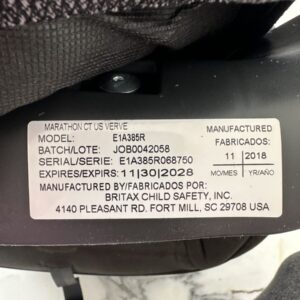 MARATHON CT US VERVE
MODEL: E1A385R
BATCH/LOTE: JOB0042058
SERIAL/SERIE: E1A385R068750
EXPIRES/EXPIRS: 11|30|2028
MANUFACTURED
FABRICADOS:
11 2018
MO/MES YR/AÑO
MANUFACTURED BY/FABRICADOS POR:
BRITAX CHILD SAFETY, INC.
4140 PLEASANT RD. FORT MILL, SC 29708 USA